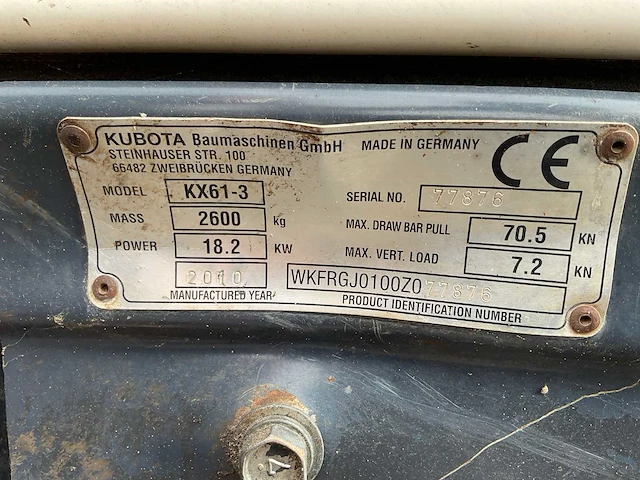 KUBOTA Baumaschinen GmbH MADE IN GERMANY CE
STEINHAUSER STR. 100
66482 ZWEIBRÜCKEN GERMANY
MODEL KX61-3 SERIAL NO. 77876
MASS 2600 Kg MAX. DRAW BAR PULL 70.5 KN
POWER 18.2 KW MAX. VERT. LOAD 7.2 KN
2010 WKFRGJ0100Z077876
MANUFACTURED YEAR PRODUCT IDENTIFICATION NUMBER